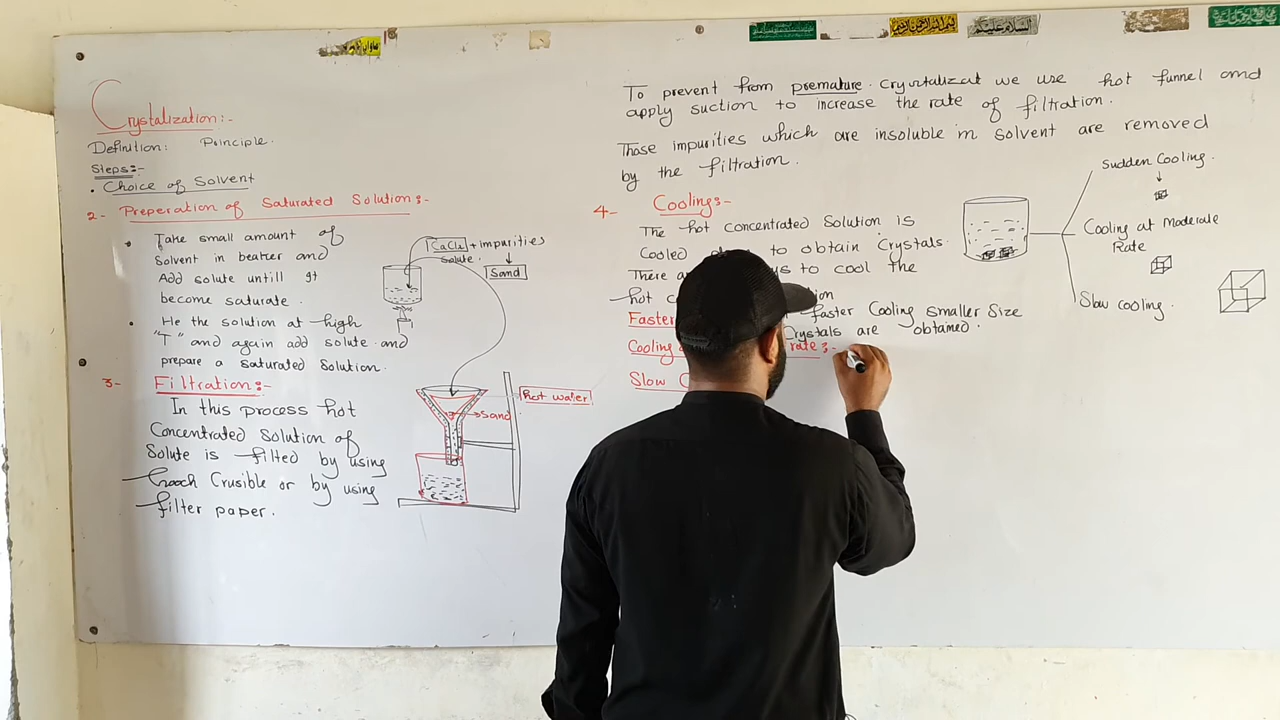 السلام علیکم
Crystalization:-
Definition: Principle.
Steps:-
. Choice of Solvent
2- Preperation of Saturated Solution:-
• Take small amount of
Solvent in beaker and
Add solute untill it
become saturate.
• He the solution at high
"T" and again add solute and
prepare a saturated Solution.
CaCl2 + impurities
Solute.
Sand
3- Filtration:-
In this process hot
Concentrated Solution of
Solute is filted by using
Gooch Crusible or by using
filter paper.
hot water
Sand
To prevent from premature. Crystalizat we use hot funnel and
apply suction to increase the rate of filtration.
Those impurities which are insoluble in solvent are removed
by the filtration.
4- Cooling:-
The hot concentrated Solution is
Cooled to obtain Crystals.
There to cool the
hot
Faster faster Cooling smaller Size
Crystals are obtained.
Cooling rate:-
Slow
Sudden Cooling.
Cooling at Moderate
Rate
Slow cooling.